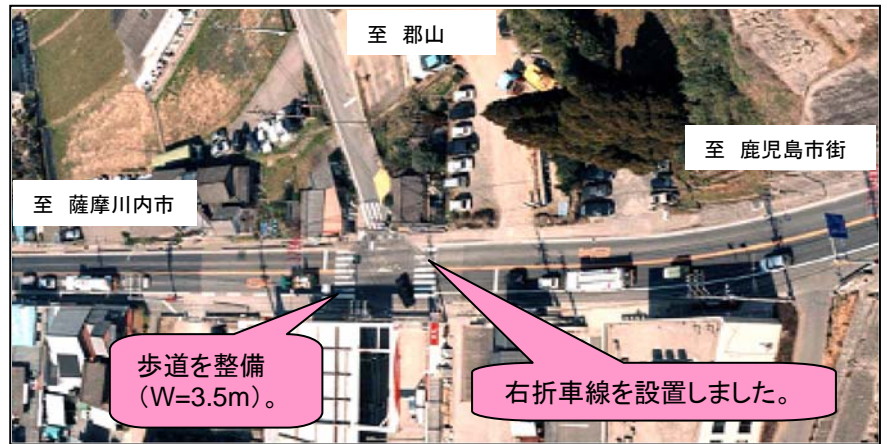 至 郡山
至 鹿児島市街
至 薩摩川内市
歩道を整備
（W=3.5m）。
右折車線を設置しました。